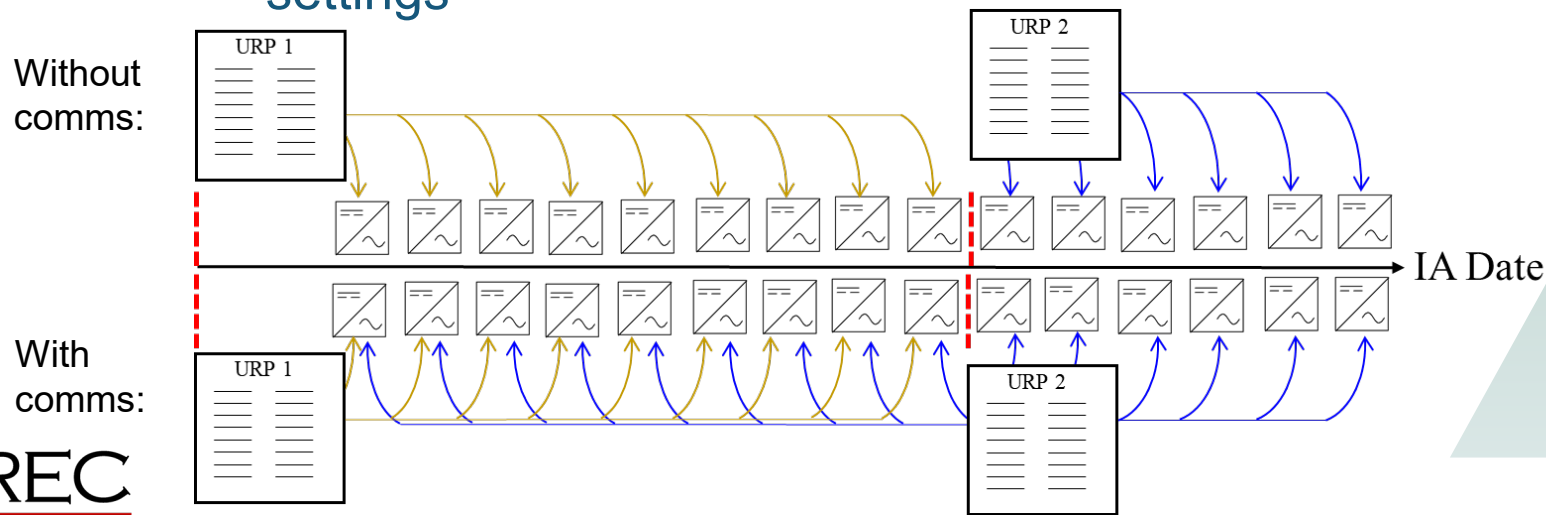 settings
Without
comms:
URP 1
URP 2
IA Date
With
comms:
URP 1
URP 2
REC